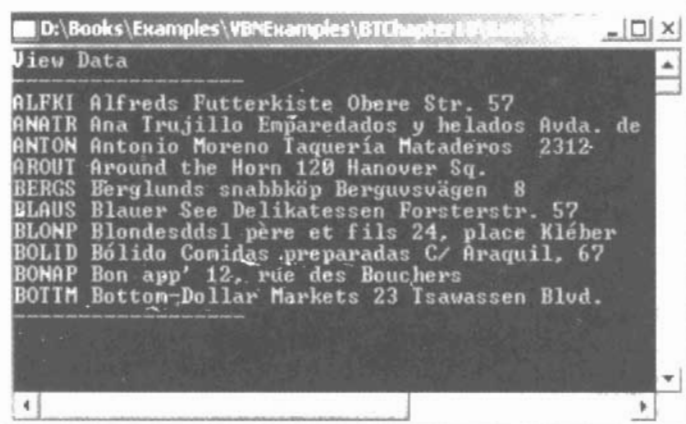 D:\Books\Examples\VBNExamples\BTChapter
View Data
--------------------
ALFKI Alfreds Futterkiste Obere Str. 57
ANATR Ana Trujillo Emparedados y helados Avda. de
ANTON Antonio Moreno Taquería Mataderos  2312
AROUT Around the Horn 120 Hanover Sq.
BERGS Berglunds snabbköp Berguvsvägen  8
BLAUS Blauer See Delikatessen Forsterstr. 57
BLONP Blondesddsl père et fils 24, place Kléber
BOLID Bólido Comidas preparadas C/ Araquil, 67
BONAP Bon app' 12, rue des Bouchers
BOTTM Bottom-Dollar Markets 23 Tsawassen Blvd.
--------------------